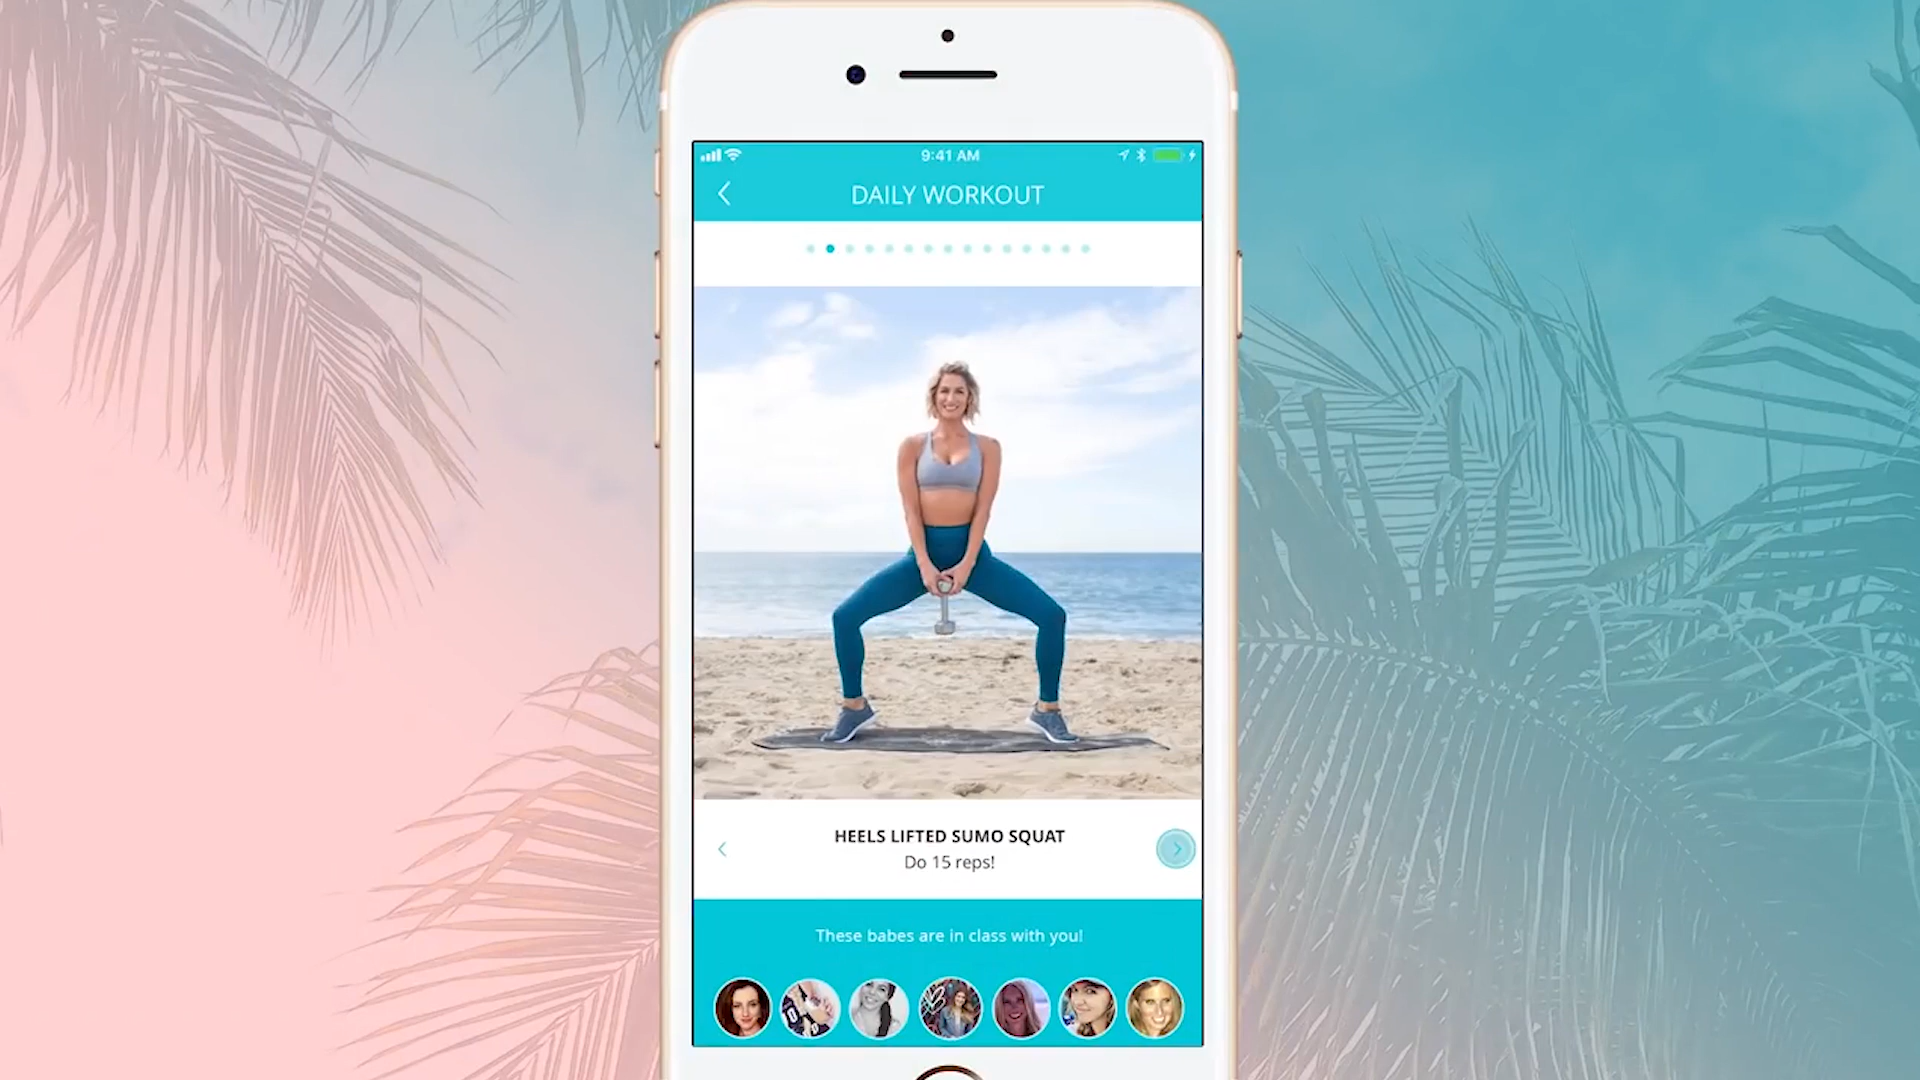 9:41 AM
DAILY WORKOUT
HEELS LIFTED SUMO SQUAT
Do 15 reps!
These babes are in class with you!